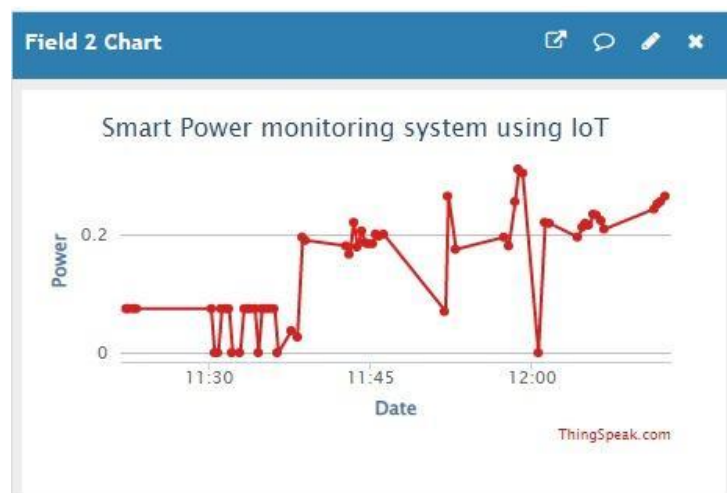 Field 2 Chart
Smart Power monitoring system using IoT
Power
0.2
0
11:30 11:45 12:00
Date
ThingSpeak.com